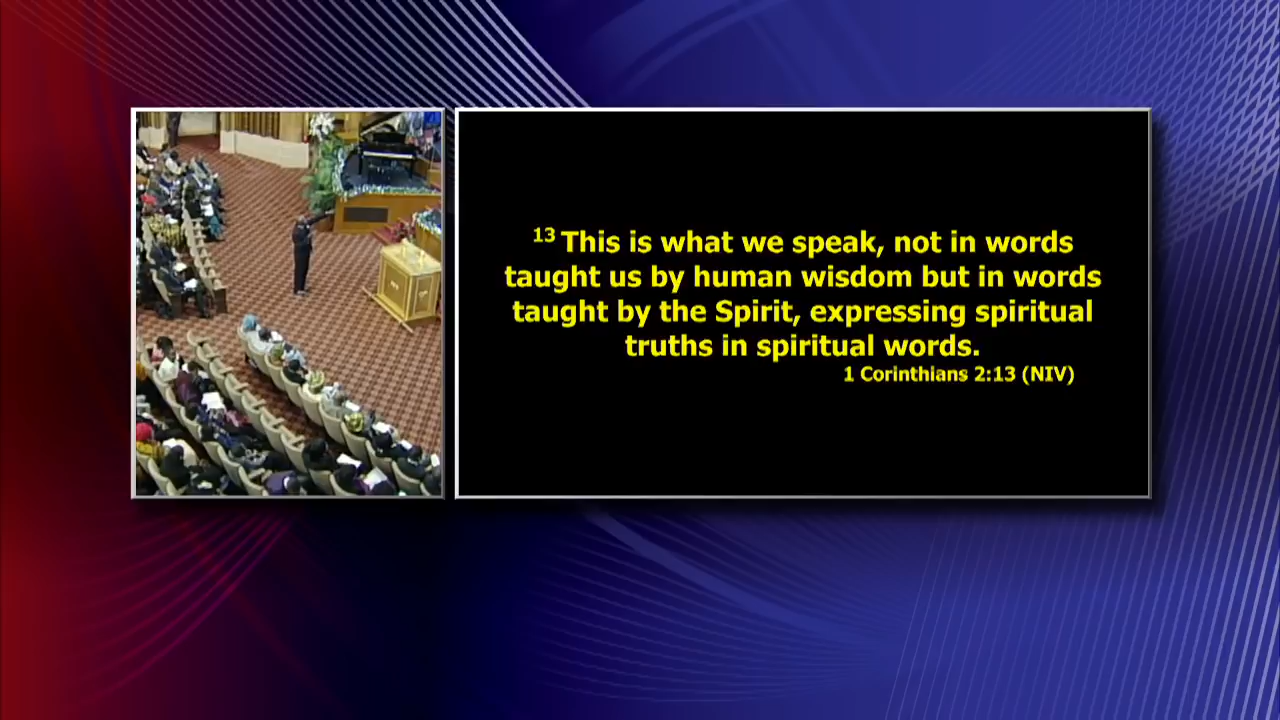 13 This is what we speak, not in words
taught us by human wisdom but in words
taught by the Spirit, expressing spiritual
truths in spiritual words.
1 Corinthians 2:13 (NIV)